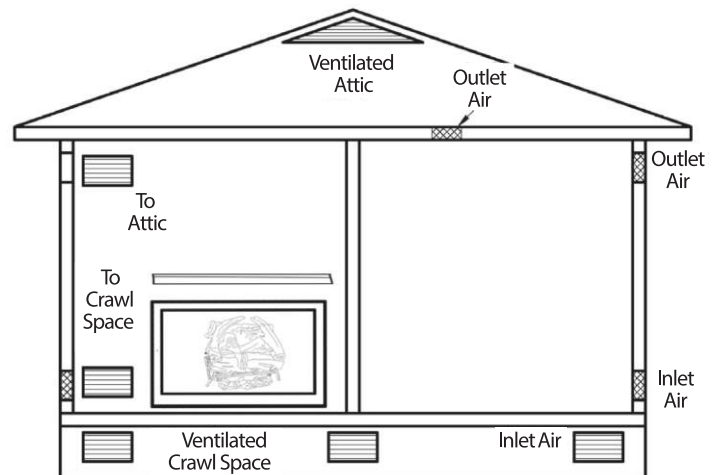 Ventilated
Attic
Outlet
Air
Outlet
Air
To
Attic
To
Crawl
Space
Inlet
Air
Ventilated
Crawl Space
Inlet Air